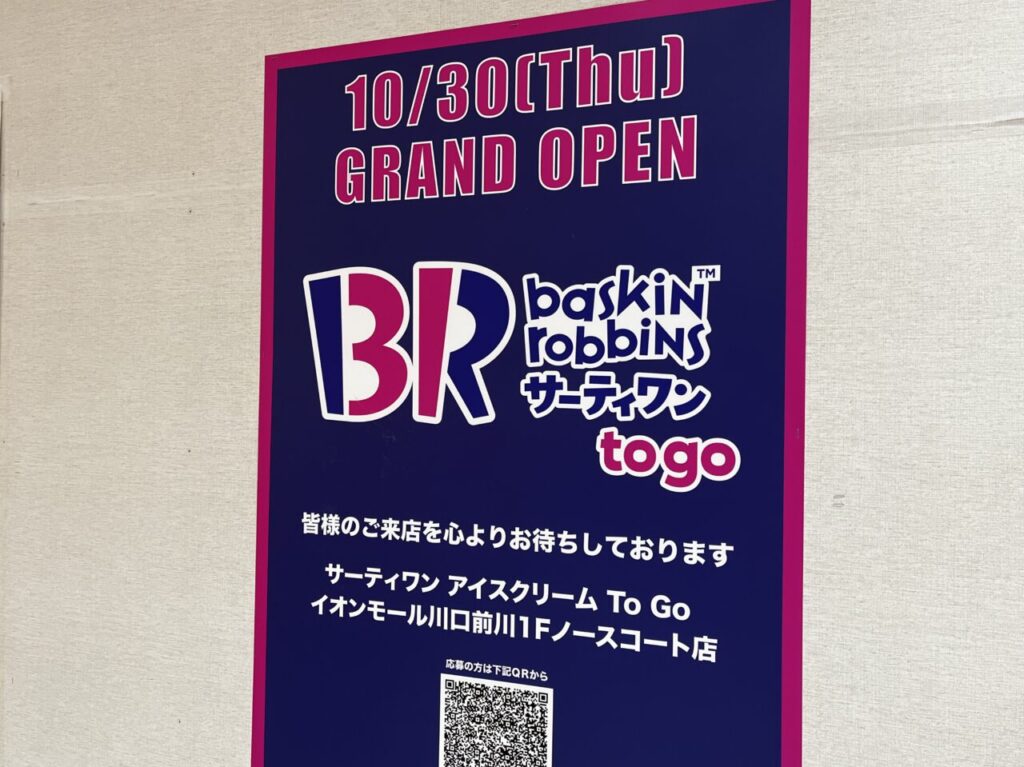 10/30(Thu)
GRAND OPEN
BR
baskin
robbins™
サーティワン
to go
皆様のご来店を心よりお待ちしております
サーティワン アイスクリーム To Go
イオンモール川口前川1Fノースコート店
応募の方は下記QRから